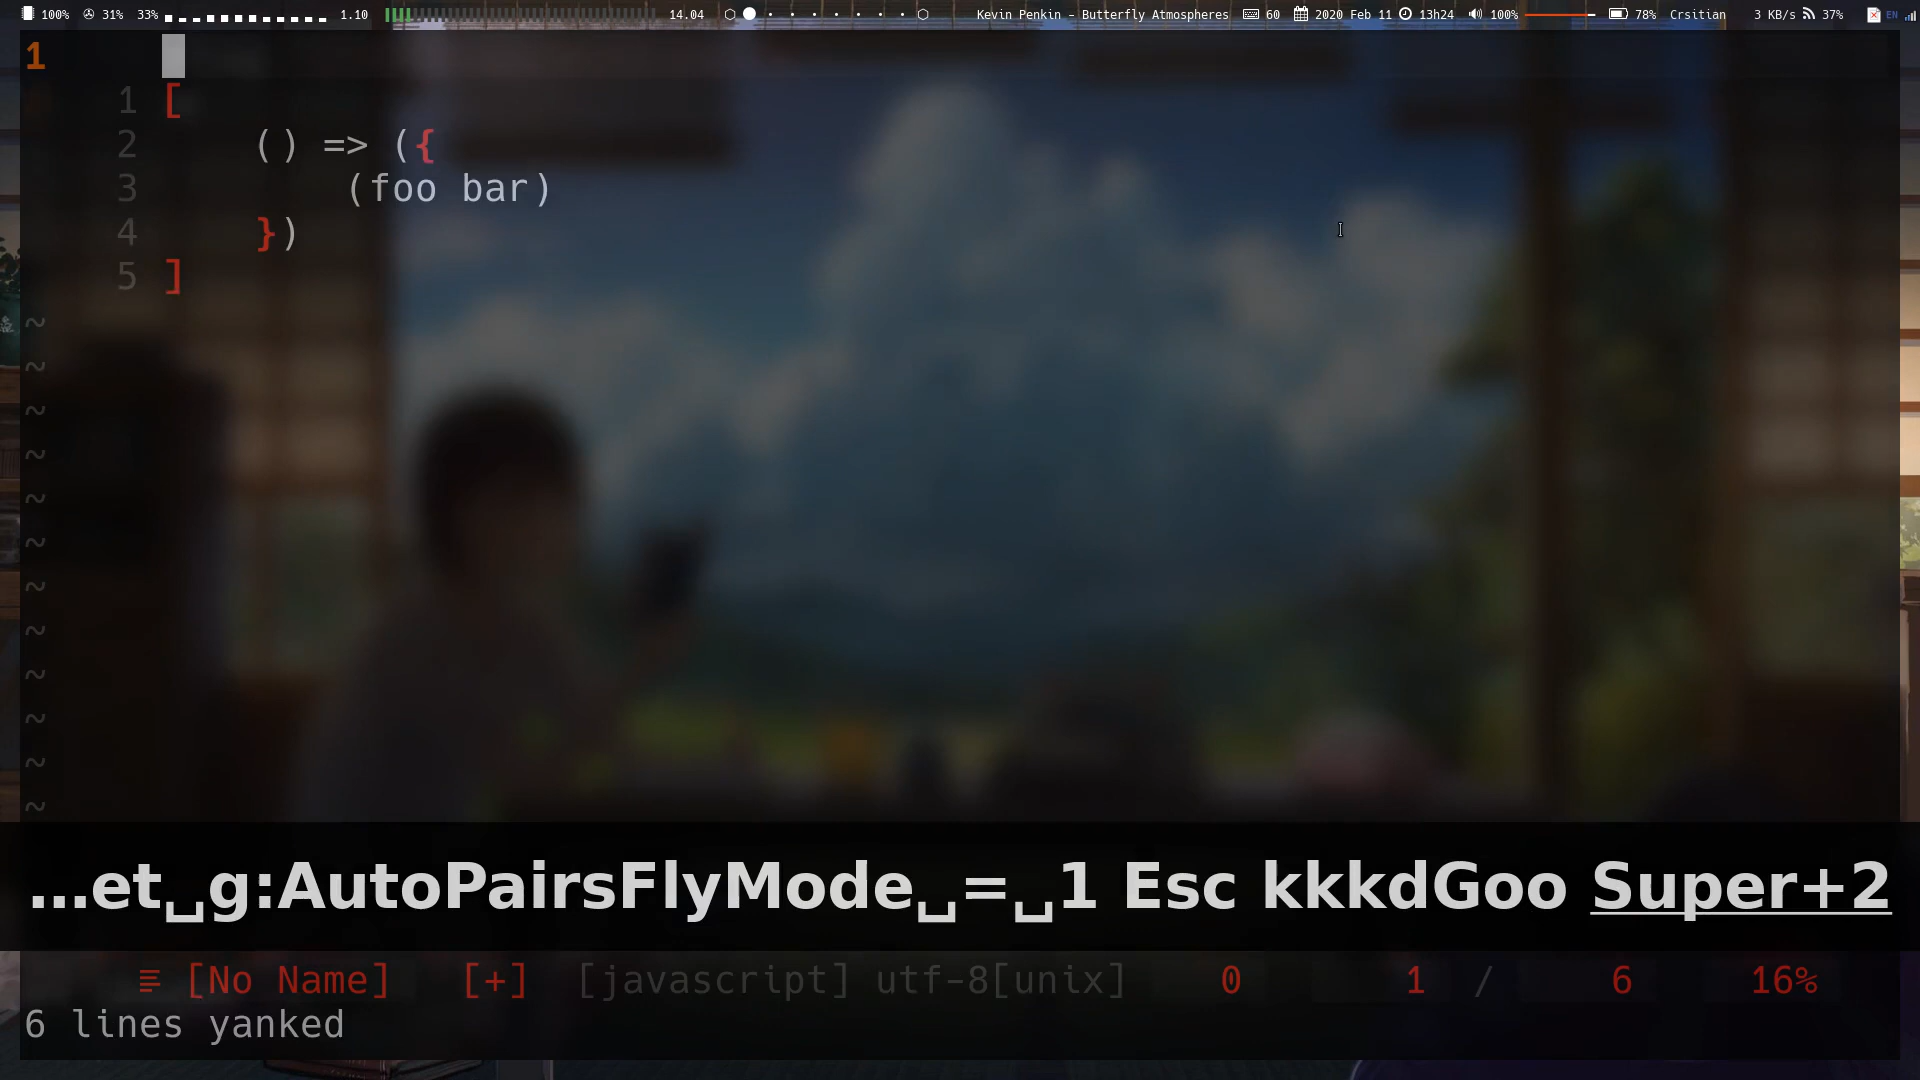 100% 31% 33% 1.10 14.04 Kevin Penkin - Butterfly Atmospheres 60 2020 Feb 11 13h24 100% 78% Crsitian 3 KB/s 37% EN
1
1 [
2 () => ({
3 (foo bar)
4 })
5 ]
~
~
~
~
~
~
~
~
~
~
~
~
…et␣g:AutoPairsFlyMode␣=␣1 Esc kkkdGoo Super+2
≡ [No Name] [+] [javascript] utf-8[unix] 0 1 / 6 16%
6 lines yanked